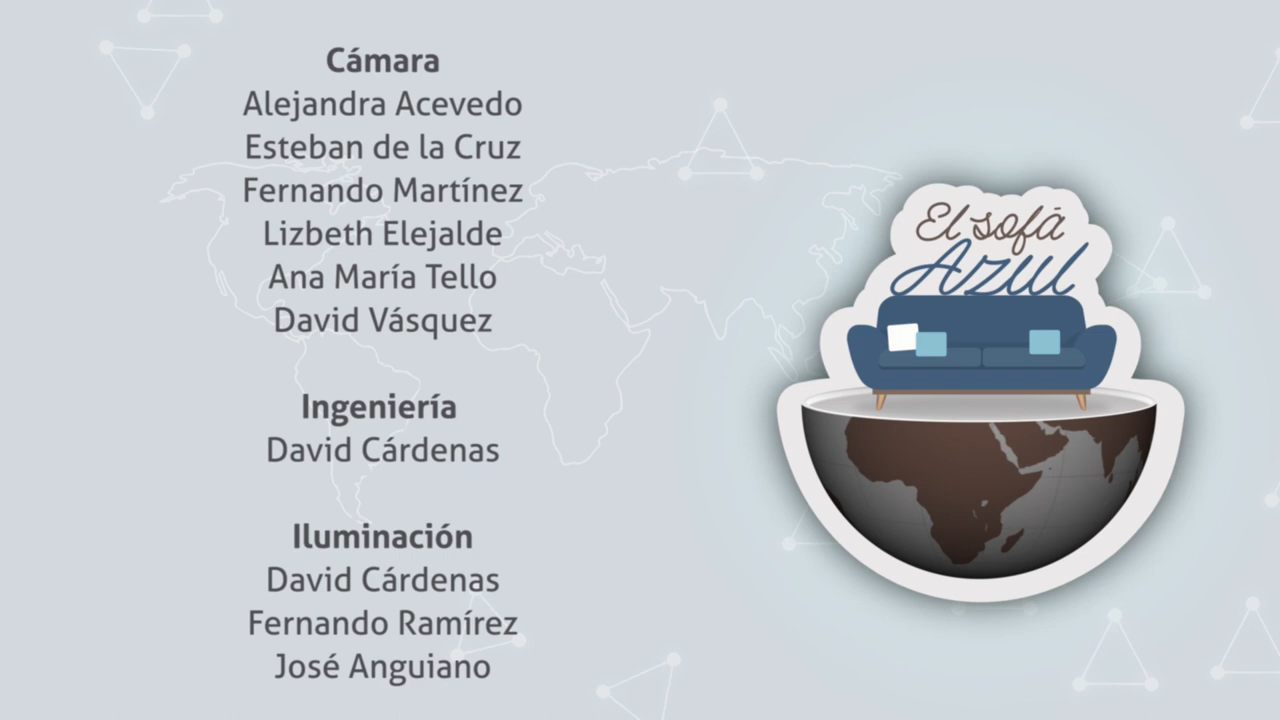 Cámara
Alejandra Acevedo
Esteban de la Cruz
Fernando Martínez
Lizbeth Elejalde
Ana María Tello
David Vásquez
Ingeniería
David Cárdenas
Iluminación
David Cárdenas
Fernando Ramírez
José Anguiano
El sofá
Azul